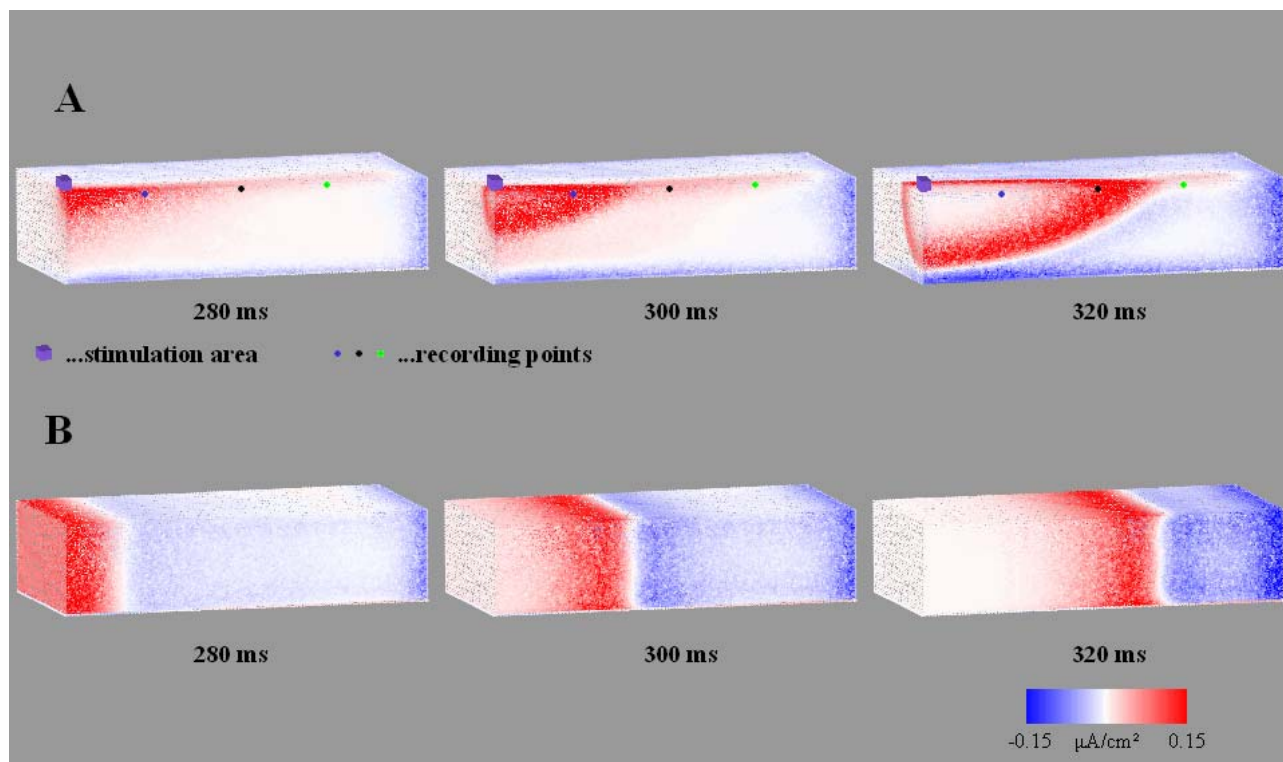 A
280 ms
300 ms
320 ms
...stimulation area
...recording points
B
280 ms
300 ms
320 ms
-0.15 μA/cm² 0.15